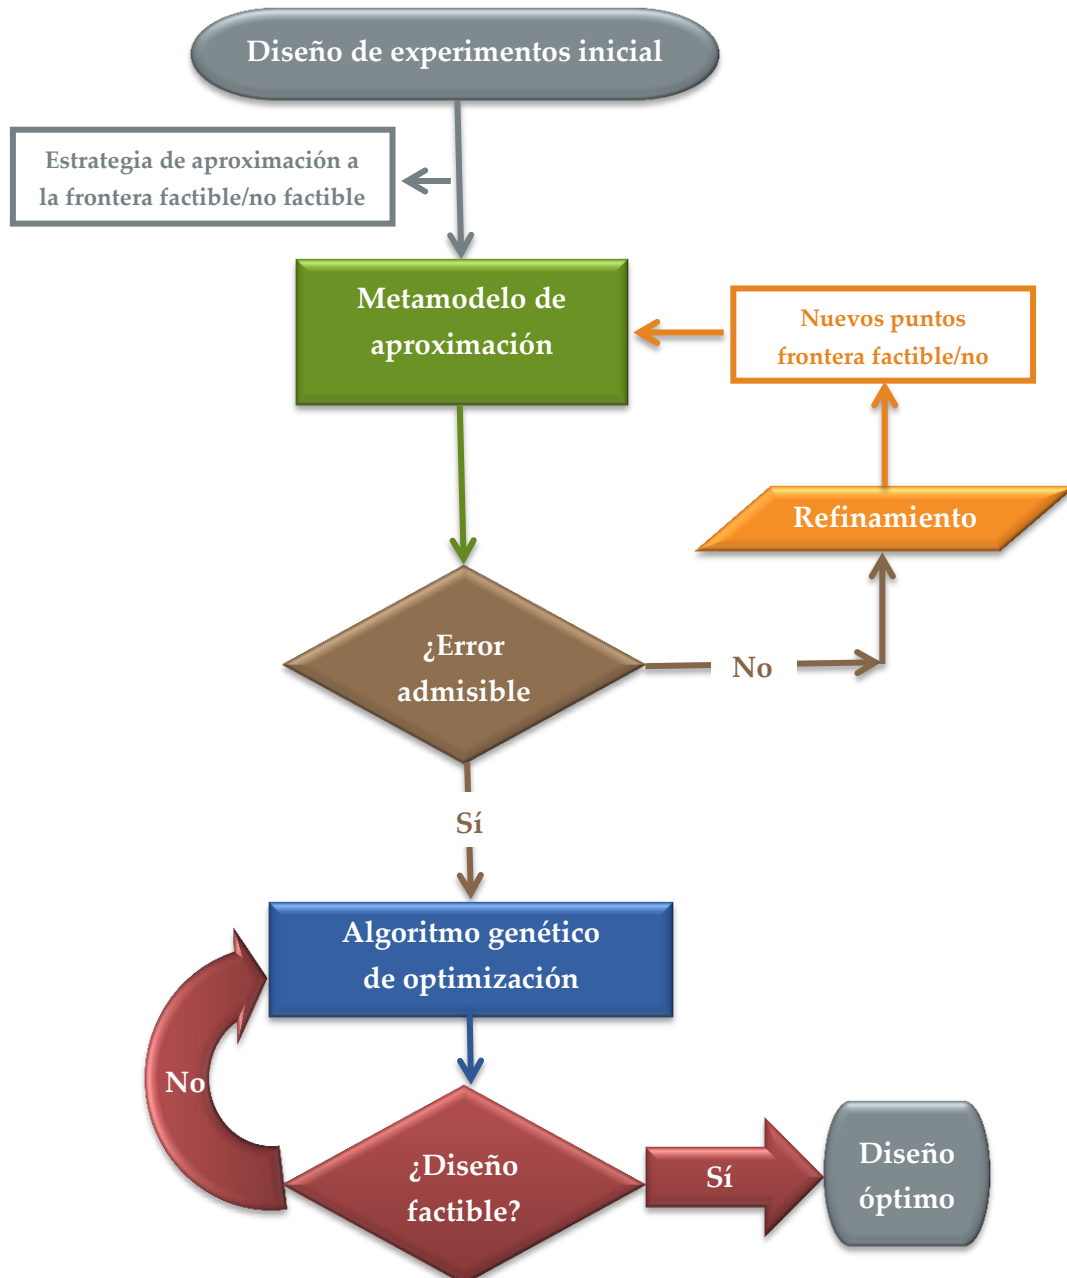 Diseño de experimentos inicial
Estrategia de aproximación a
la frontera factible/no factible
Metamodelo de
aproximación
Nuevos puntos
frontera factible/no
Refinamiento
¿Error
admisible
No
Sí
Algoritmo genético
de optimización
No
¿Diseño
factible?
Sí
Diseño
óptimo